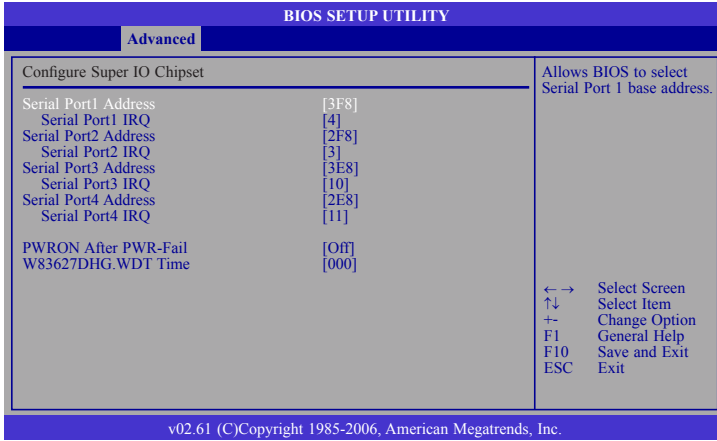 BIOS SETUP UTILITY
Advanced
Configure Super IO Chipset
Serial Port1 Address [3F8]
Serial Port1 IRQ [4]
Serial Port2 Address [2F8]
Serial Port2 IRQ [3]
Serial Port3 Address [3E8]
Serial Port3 IRQ [10]
Serial Port4 Address [2E8]
Serial Port4 IRQ [11]
PWRON After PWR-Fail [Off]
W83627DHG.WDT Time [000]
Allows BIOS to select
Serial Port 1 base address.
←→ Select Screen
↑↓ Select Item
+- Change Option
F1 General Help
F10 Save and Exit
ESC Exit
v02.61 (C)Copyright 1985-2006, American Megatrends, Inc.